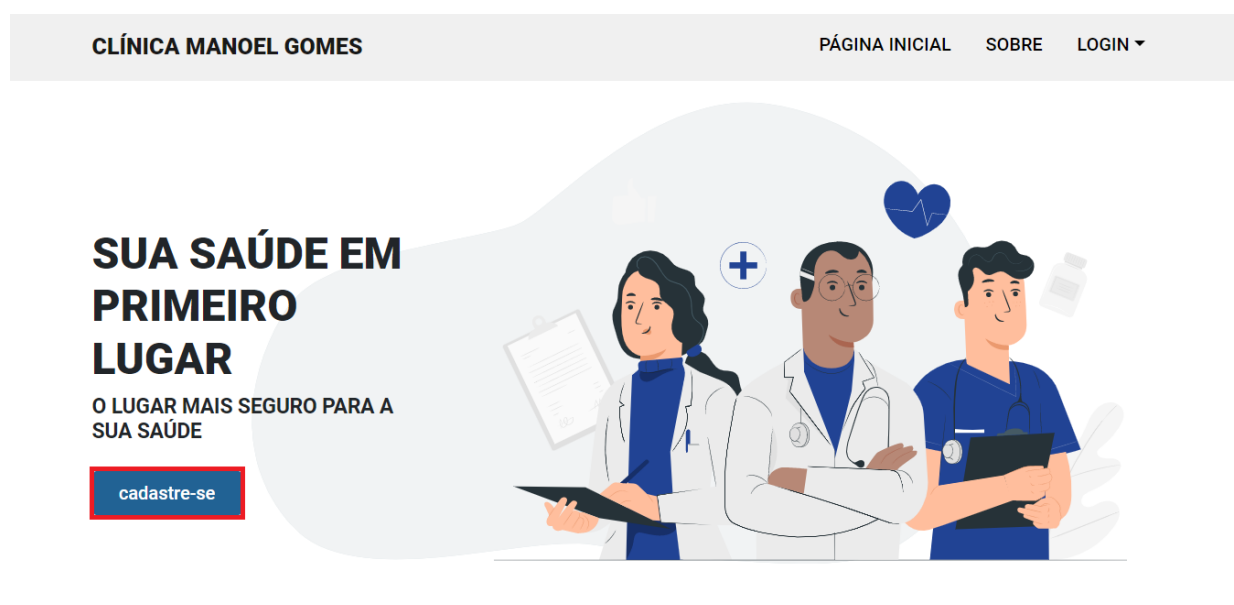 CLÍNICA MANOEL GOMES
PÁGINA INICIAL SOBRE LOGIN
SUA SAÚDE EM
PRIMEIRO
LUGAR
O LUGAR MAIS SEGURO PARA A
SUA SAÚDE
cadastre-se